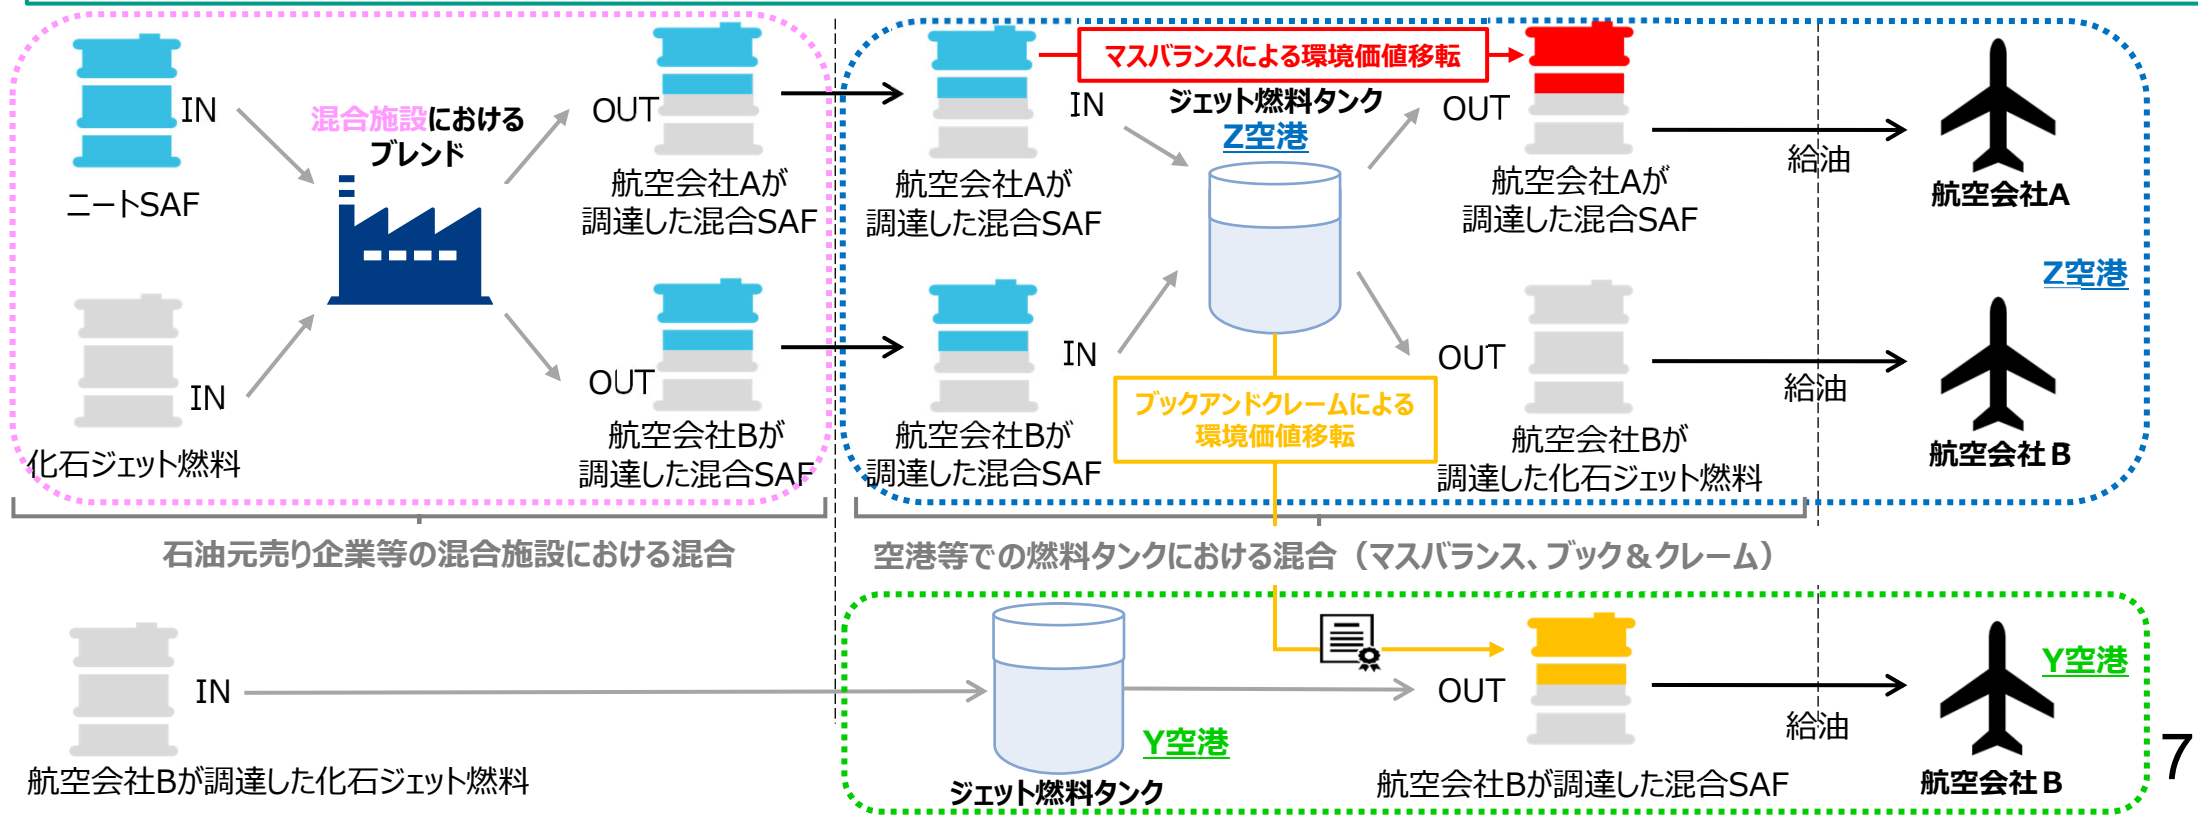 IN
ニートSAF
IN
化石ジェット燃料
混合施設における
ブレンド
OUT
航空会社Aが
調達した混合SAF
OUT
航空会社Bが
調達した混合SAF
石油元売り企業等の混合施設における混合
IN
航空会社Aが
調達した混合SAF
IN
航空会社Bが
調達した混合SAF
マスバランスによる環境価値移転
ジェット燃料タンク
Z空港
ブックアンドクレームによる
環境価値移転
OUT
航空会社Aが
調達した混合SAF
OUT
航空会社Bが
調達した化石ジェット燃料
給油
航空会社A
Z空港
給油
航空会社B
空港等での燃料タンクにおける混合（マスバランス、ブック&クレーム）
IN
航空会社Bが調達した化石ジェット燃料
Y空港
ジェット燃料タンク
OUT
航空会社Bが調達した混合SAF
給油
Y空港
航空会社B
7